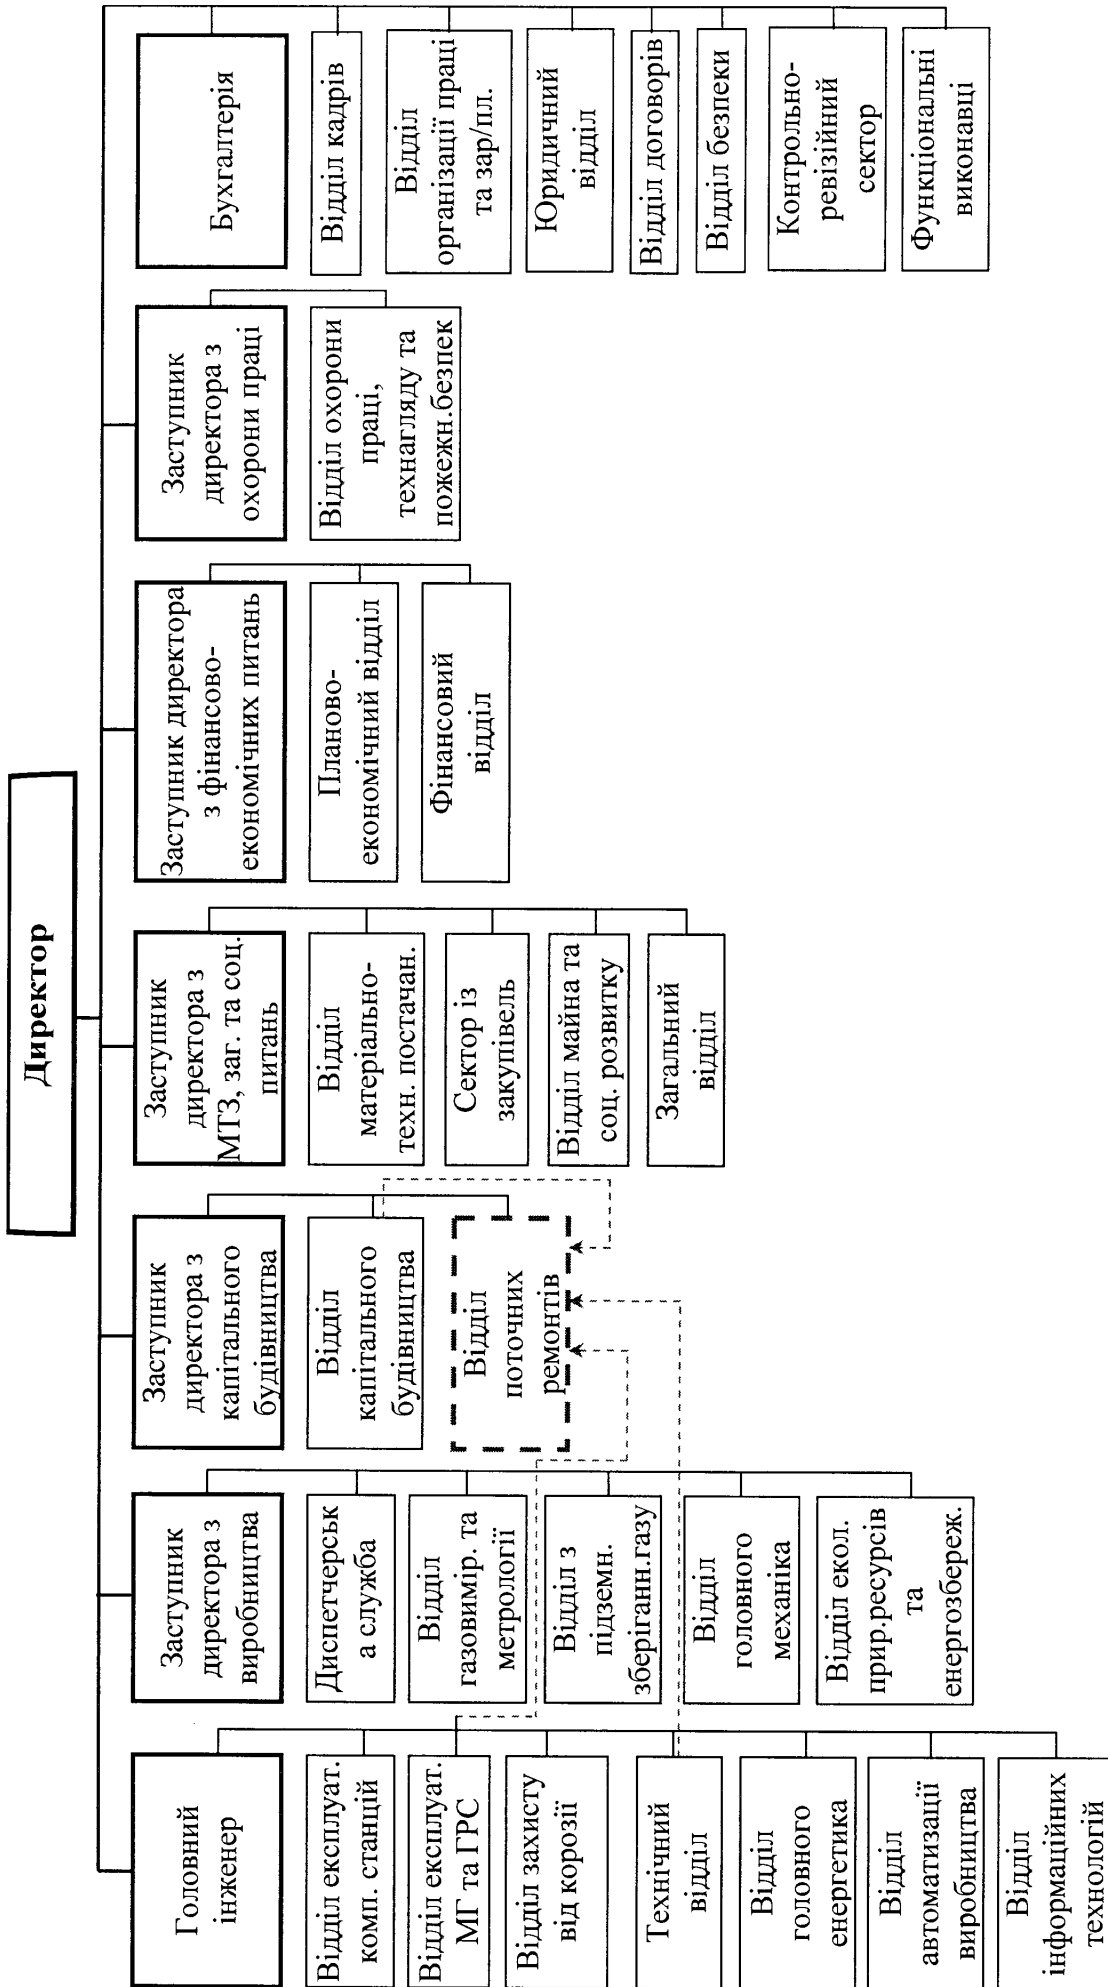 Директор
Головний
інженер
Відділ експлуат.
комп. станцій
Відділ експлуат.
МГ та ГРС
Відділ захисту
від корозії
Технічний
відділ
Відділ
головного
енергетика
Відділ
автоматизації
виробництва
Відділ
інформаційних
технологій
Заступник
директора з
виробництва
Диспетчерськ
а служба
Відділ
газовимір. та
метрології
Відділ з
підземн.
зберіганн.газу
Відділ
головного
механіка
Відділ екол.
прир.ресурсів
та
енергозбереж.
Заступник
директора з
капітального
будівництва
Відділ
капітального
будівництва
Відділ
поточних
ремонтів
Заступник
директора з
МТЗ, заг. та соц.
питань
Відділ
матеріально-
техн. постачан.
Сектор із
закупівель
Відділ майна та
соц. розвитку
Загальний
відділ
Заступник директора
з фінансово-
економічних питань
Планово-
економічний відділ
Фінансовий
відділ
Заступник
директора з
охорони праці
Відділ охорони
праці,
технагляду та
пожежн.безпек
Бухгалтерія
Відділ кадрів
Відділ
організації праці
та зар/пл.
Юридичний
відділ
Відділ договорів
Відділ безпеки
Контрольно-
ревізійний
сектор
Функціональні
виконавці